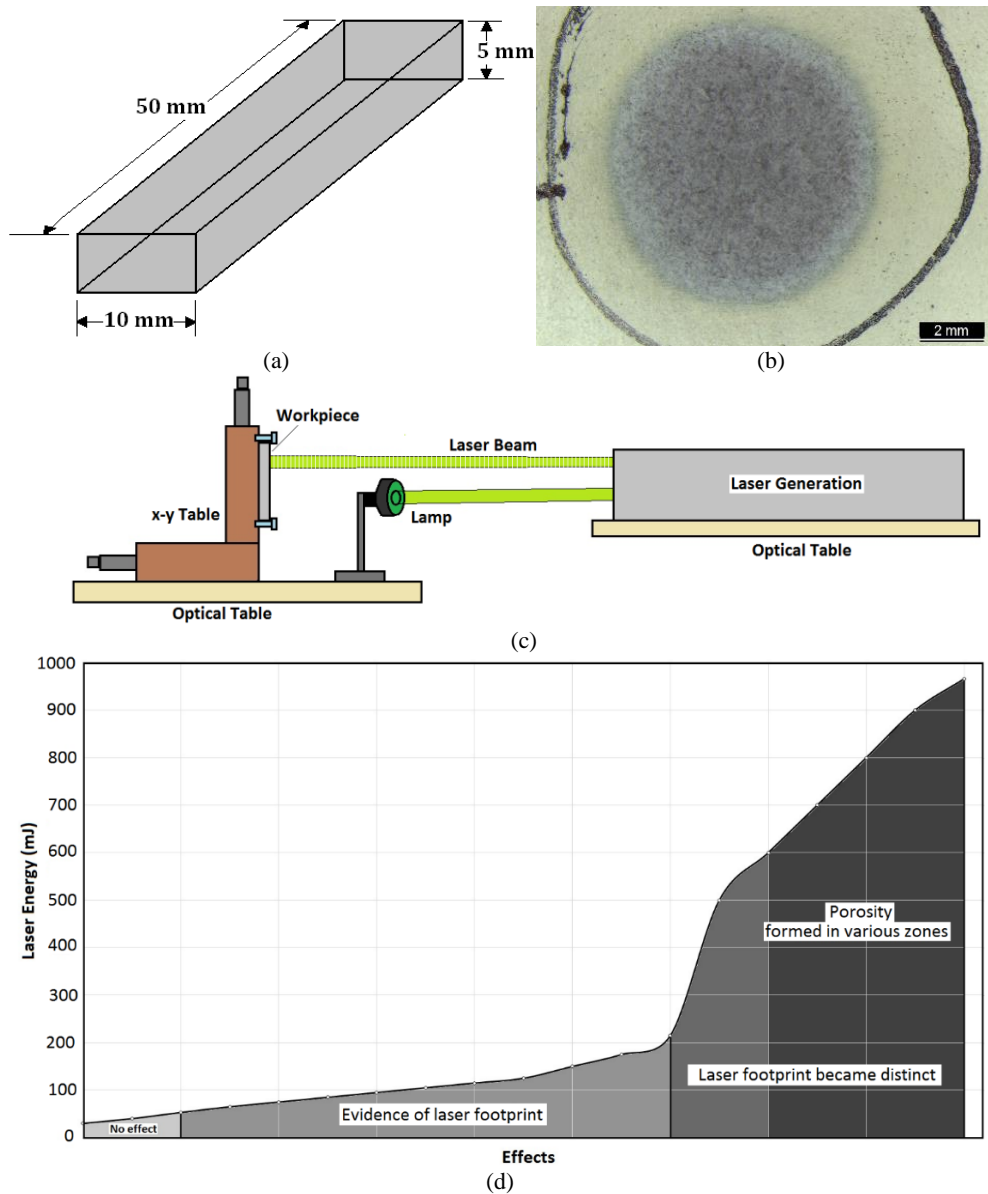 5 mm
50 mm
10 mm
(a)
2 mm
(b)
Workpiece
Laser Beam
Laser Generation
x-y Table
Lamp
Optical Table
Optical Table
(c)
1000
900
800
700
600
500
400
300
200
100
0
Laser Energy (mJ)
Porosity
formed in various zones
Laser footprint became distinct
Evidence of laser footprint
No effect
Effects
(d)